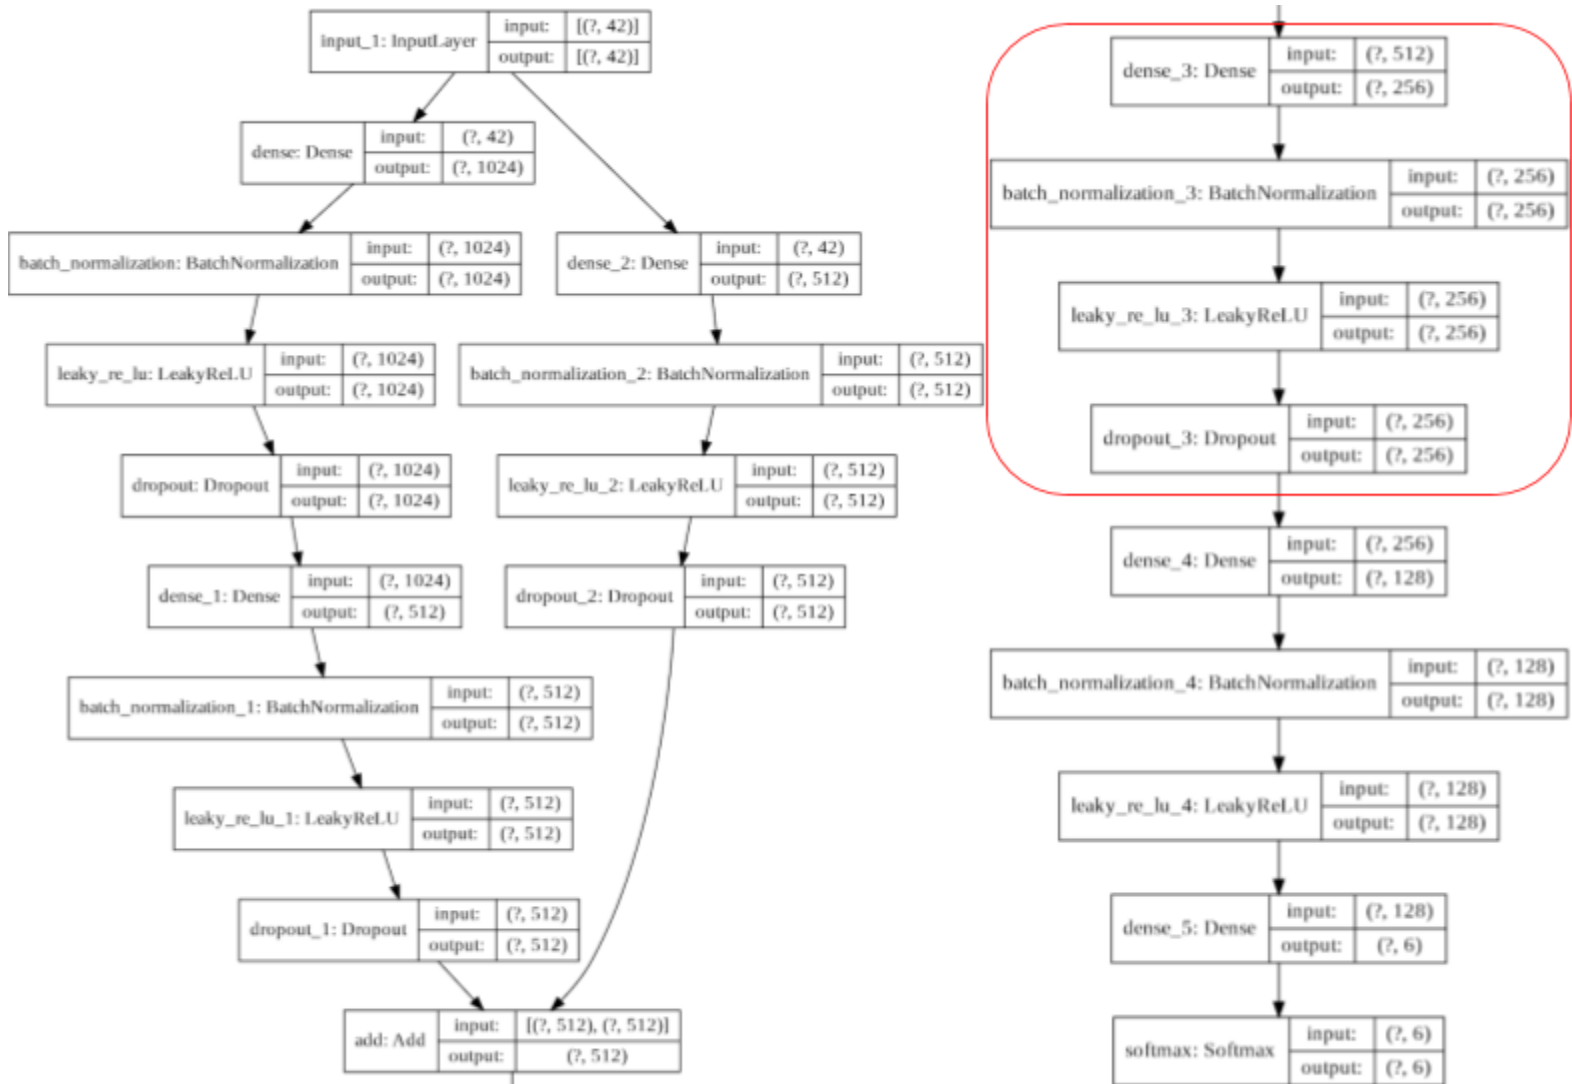 input_1: InputLayer
input: [(?, 42)]
output: [(?, 42)]
dense: Dense
input: (?, 42)
output: (?, 1024)
batch_normalization: BatchNormalization
input: (?, 1024)
output: (?, 1024)
dense_2: Dense
input: (?, 42)
output: (?, 512)
leaky_re_lu: LeakyReLU
input: (?, 1024)
output: (?, 1024)
batch_normalization_2: BatchNormalization
input: (?, 512)
output: (?, 512)
dropout: Dropout
input: (?, 1024)
output: (?, 1024)
leaky_re_lu_2: LeakyReLU
input: (?, 512)
output: (?, 512)
dense_1: Dense
input: (?, 1024)
output: (?, 512)
dropout_2: Dropout
input: (?, 512)
output: (?, 512)
batch_normalization_1: BatchNormalization
input: (?, 512)
output: (?, 512)
leaky_re_lu_1: LeakyReLU
input: (?, 512)
output: (?, 512)
dropout_1: Dropout
input: (?, 512)
output: (?, 512)
add: Add
input: [(?, 512), (?, 512)]
output: (?, 512)
dense_3: Dense
input: (?, 512)
output: (?, 256)
batch_normalization_3: BatchNormalization
input: (?, 256)
output: (?, 256)
leaky_re_lu_3: LeakyReLU
input: (?, 256)
output: (?, 256)
dropout_3: Dropout
input: (?, 256)
output: (?, 256)
dense_4: Dense
input: (?, 256)
output: (?, 128)
batch_normalization_4: BatchNormalization
input: (?, 128)
output: (?, 128)
leaky_re_lu_4: LeakyReLU
input: (?, 128)
output: (?, 128)
dense_5: Dense
input: (?, 128)
output: (?, 6)
softmax: Softmax
input: (?, 6)
output: (?, 6)